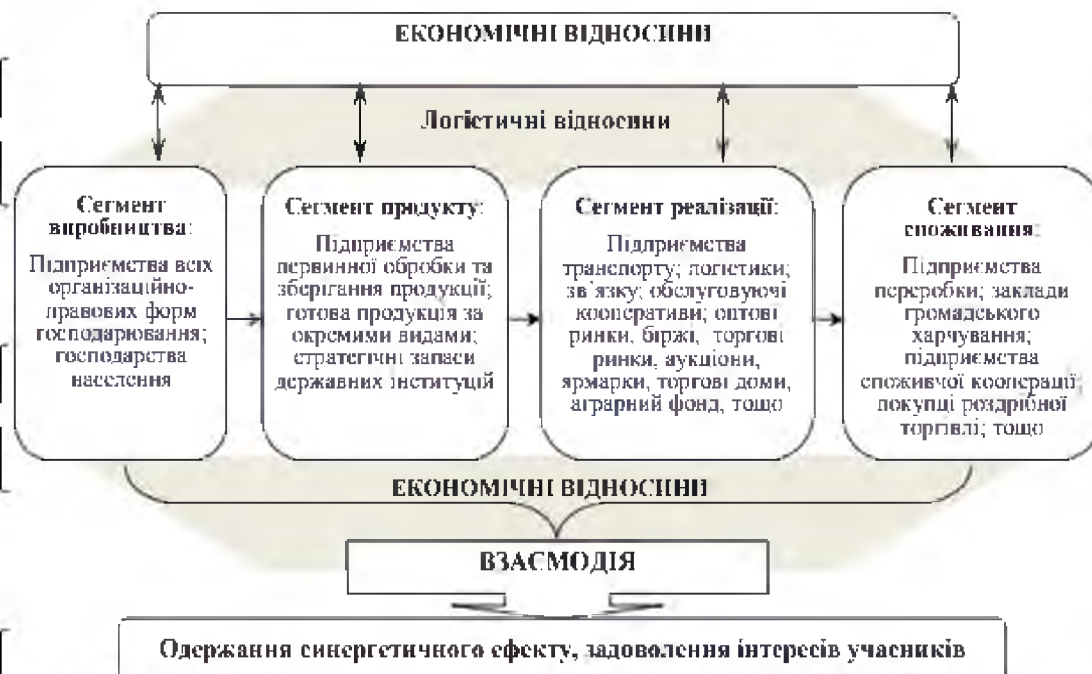 ЕКОНОМІЧНІ ВІДНОСИНИ
Логістичні відносини
Сегмент
виробництва:
Підприємства всіх
організаційно-
правових форм
господарювання;
господарства
населення
Сегмент продукту:
Підприємства
первинної обробки та
зберігання продукції;
готова продукція за
окремими видами;
стратегічні запаси
державних інституцій
Сегмент реалізації:
Підприємства
транспорту; логістики;
зв'язку; обслуговуючі
кооперативи; оптові
ринки, біржі, торгові
ринки, аукціони,
ярмарки, торгові доми,
аграрний фонд, тощо
Сегмент
споживання:
Підприємства
переробки; заклади
громадського
харчування;
підприємства
споживчої кооперації;
покупці роздрібної
торгівлі; тощо
ЕКОНОМІЧНІ ВІДНОСИНИ
ВЗАЄМОДІЯ
Одержання синергетичного ефекту, задоволення інтересів учасників